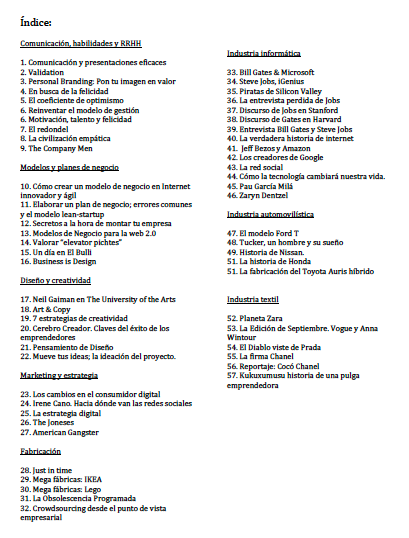 Índice:
Comunicación, habilidades y RRHH
1. Comunicación y presentaciones eficaces
2. Validation
3. Personal Branding: Pon tu imagen en valor
4. En busca de la felicidad
5. El coeficiente de optimismo
6. Reinventar el modelo de gestión
6. Motivación, talento y felicidad
7. El redondel
8. La civilización empática
9. The Company Men
Modelos y planes de negocio
10. Cómo crear un modelo de negocio en Internet
innovador y ágil
11. Elaborar un plan de negocio; errores comunes
y el modelo lean-startup
12. Secretos a la hora de montar tu empresa
13. Modelos de Negocio para la web 2.0
14. Valorar "elevator pichtes"
15. Un día en El Bulli
16. Business is Design
Diseño y creatividad
17. Neil Gaiman en The University of the Arts
18. Art & Copy
19. 7 estrategias de creatividad
20. Cerebro Creador. Claves del éxito de los
emprendedores
21. Pensamiento de Diseño
22. Mueve tus ideas; la ideación del proyecto.
Marketing y estrategia
23. Los cambios en el consumidor digital
24. Irene Cano. Hacia dónde van las redes sociales
25. La estrategia digital
26. The Joneses
27. American Gangster
Fabricación
28. Just in time
29. Mega fábricas: IKEA
30. Mega fábricas: Lego
31. La Obsolescencia Programada
32. Crowdsourcing desde el punto de vista
empresarial
Industria informática
33. Bill Gates & Microsoft
34. Steve Jobs, iGenius
35. Piratas de Silicon Valley
36. La entrevista perdida de Jobs
37. Discurso de Jobs en Stanford
38. Discurso de Gates en Harvard
39. Entrevista Bill Gates y Steve Jobs
40. La verdadera historia de internet
41. Jeff Bezos y Amazon
42. Los creadores de Google
43. La red social
44. Cómo la tecnología cambiará nuestra vida.
45. Pau García Milá
46. Zaryn Dentzel
Industria automovilística
47. El modelo Ford T
48. Tucker, un hombre y su sueño
49. Historia de Nissan.
51. La historia de Honda
51. La fabricación del Toyota Auris híbrido
Industria textil
52. Planeta Zara
53. La Edición de Septiembre. Vogue y Anna
Wintour
54. El Diablo viste de Prada
55. La firma Chanel
56. Reportaje: Cocó Chanel
57. Kukuxumusu historia de una pulga
emprendedora